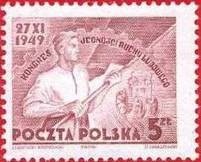 27 XI
1949
KONGRES JEDNOŚCI RUCHU LUDOWEGO
POCZTA POLSKA 5 ZŁ